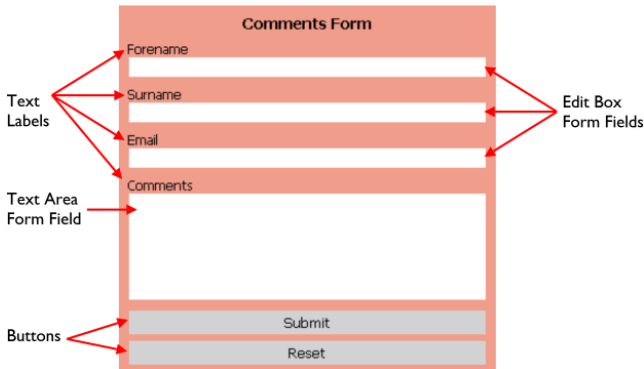 Comments Form
Forename
Surname
Email
Comments
Submit
Reset
Text
Labels
Text Area
Form Field
Buttons
Edit Box
Form Fields